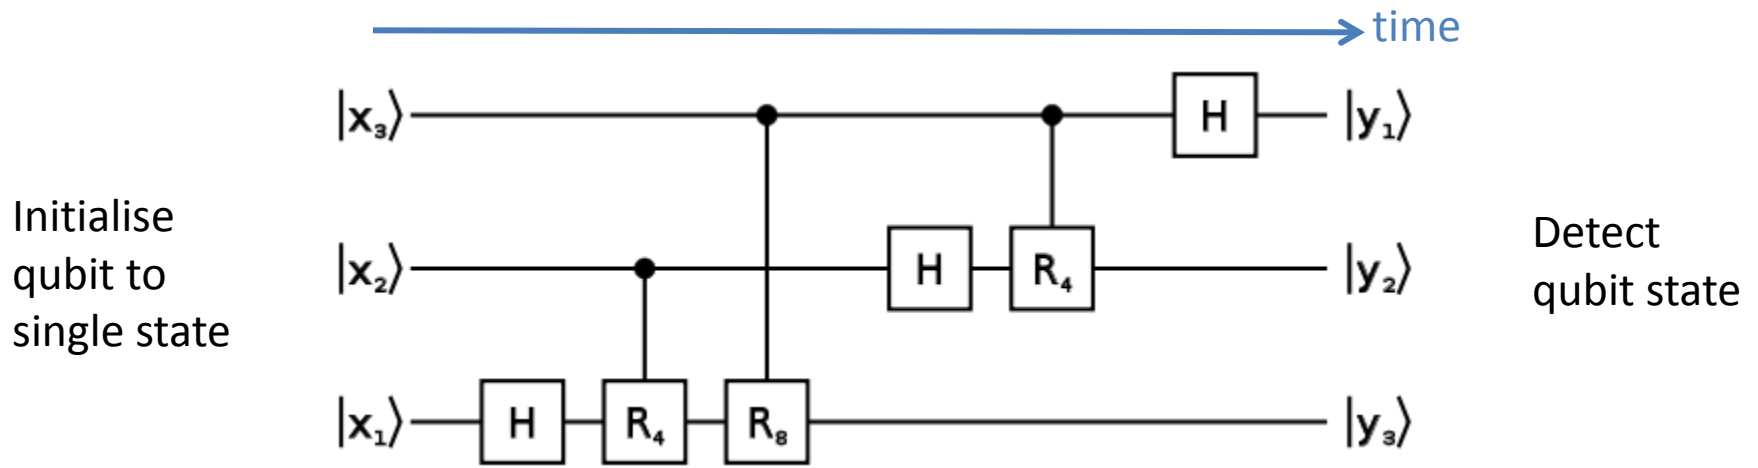 time
|x₃⟩ H |y₁⟩
Initialise
qubit to
single state
|x₂⟩ H R₄ |y₂⟩
Detect
qubit state
|x₁⟩ H R₄ R₈ |y₃⟩